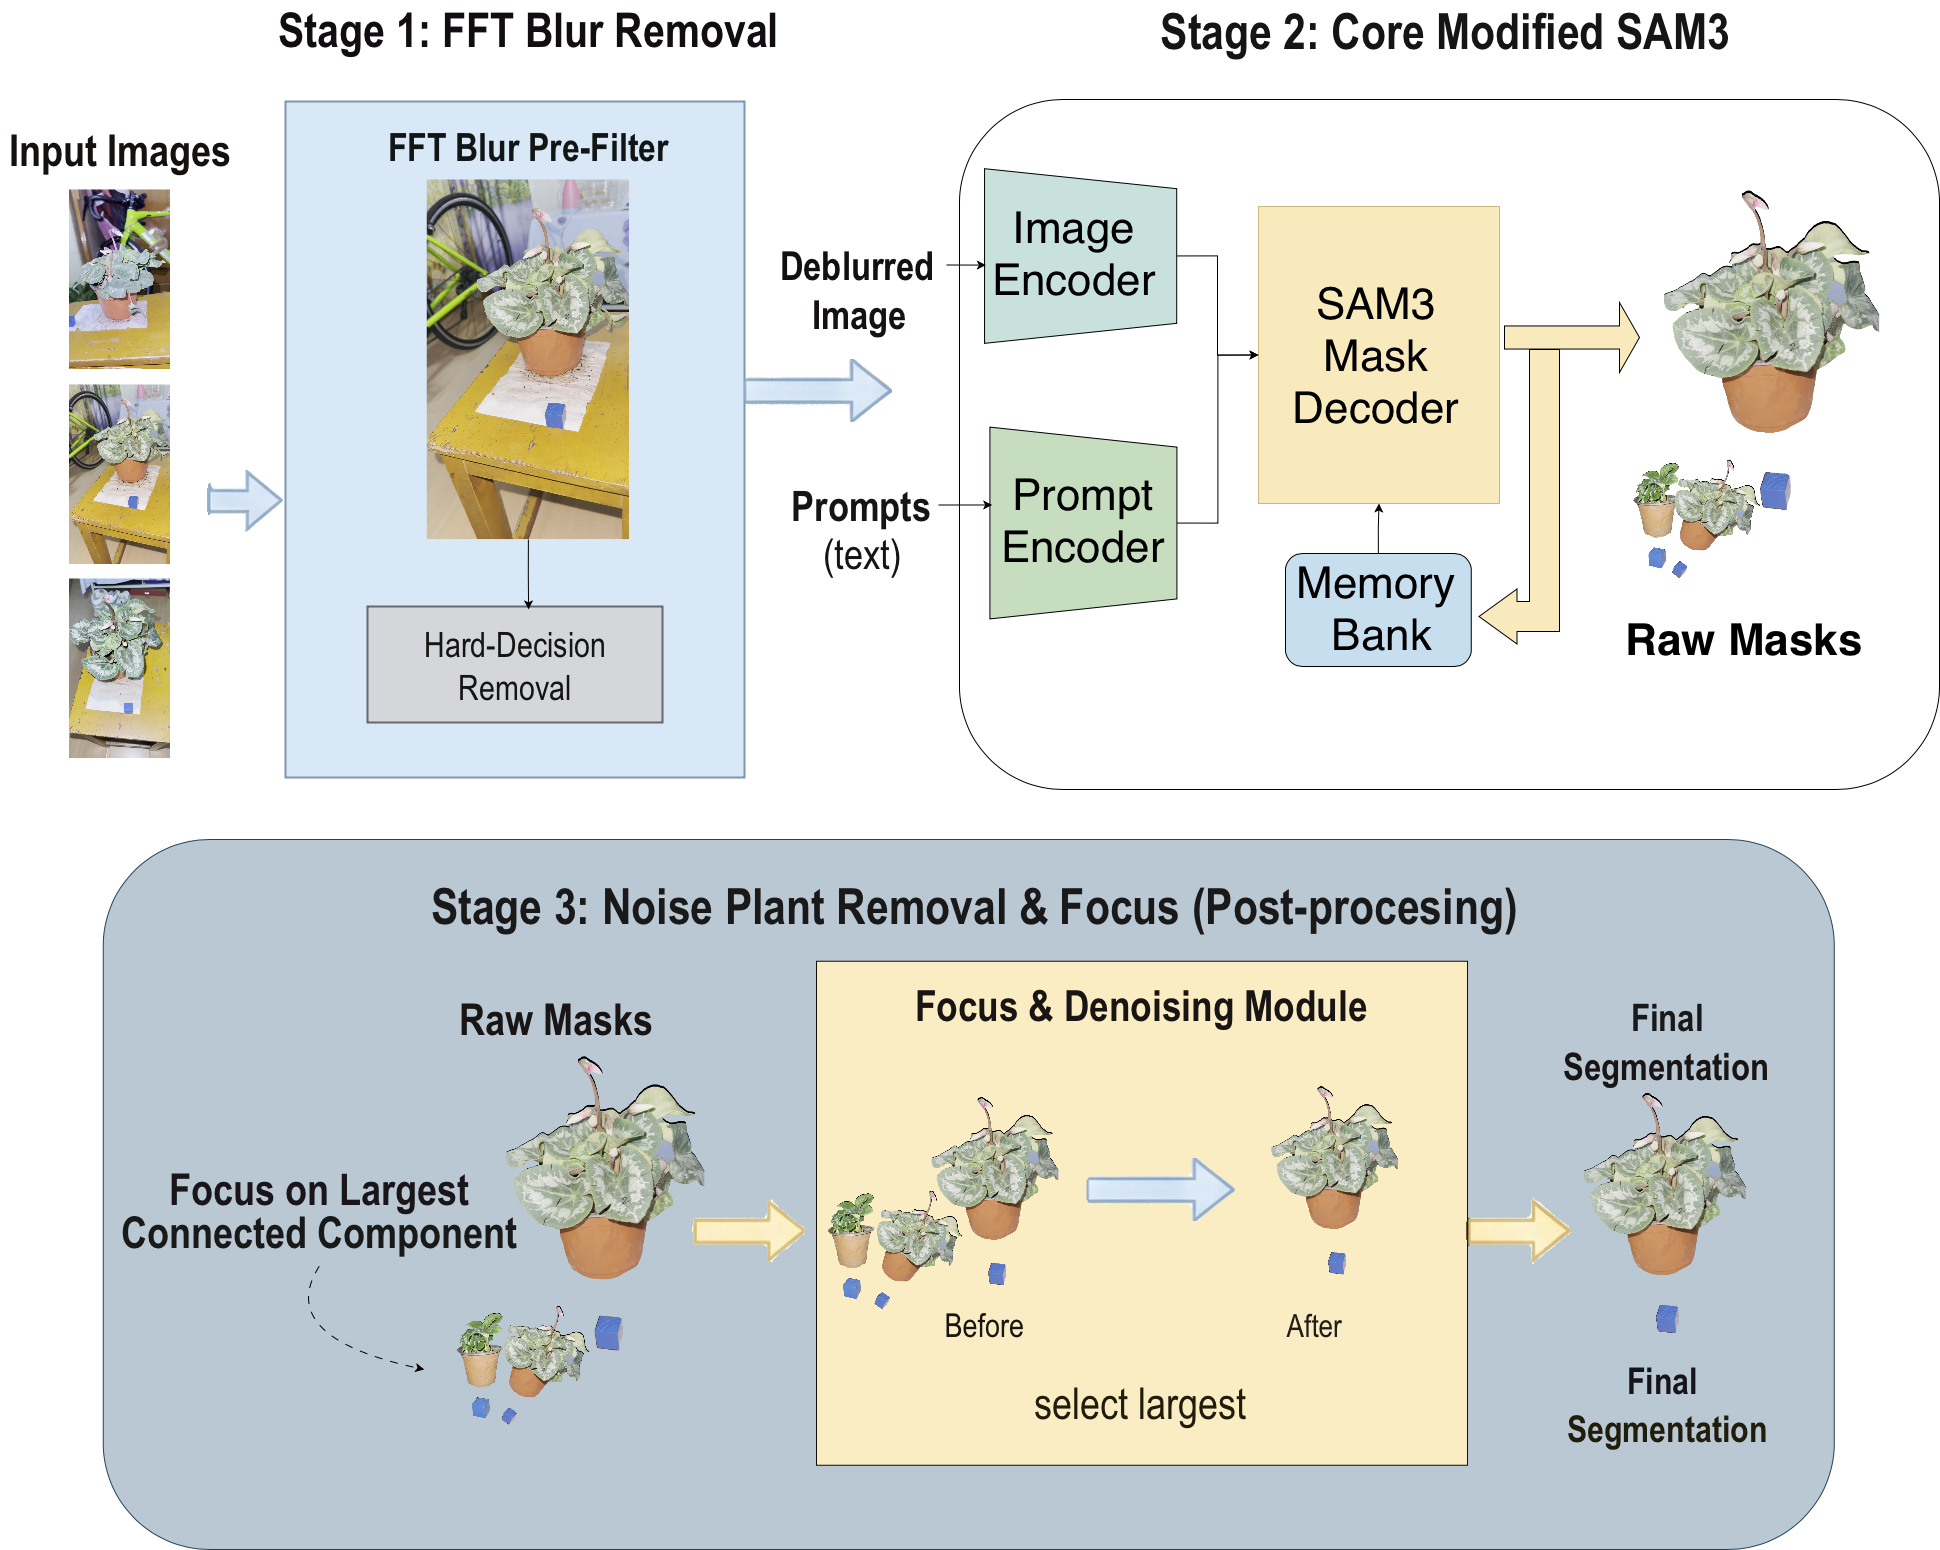 Stage 1: FFT Blur Removal
Stage 2: Core Modified SAM3
Input Images
FFT Blur Pre-Filter
Hard-Decision
Removal
Deblurred
Image
Prompts
(text)
Image
Encoder
Prompt
Encoder
SAM3
Mask
Decoder
Memory
Bank
Raw Masks
Stage 3: Noise Plant Removal & Focus (Post-procesing)
Raw Masks
Focus on Largest
Connected Component
Focus & Denoising Module
Before
After
select largest
Final
Segmentation
Final
Segmentation